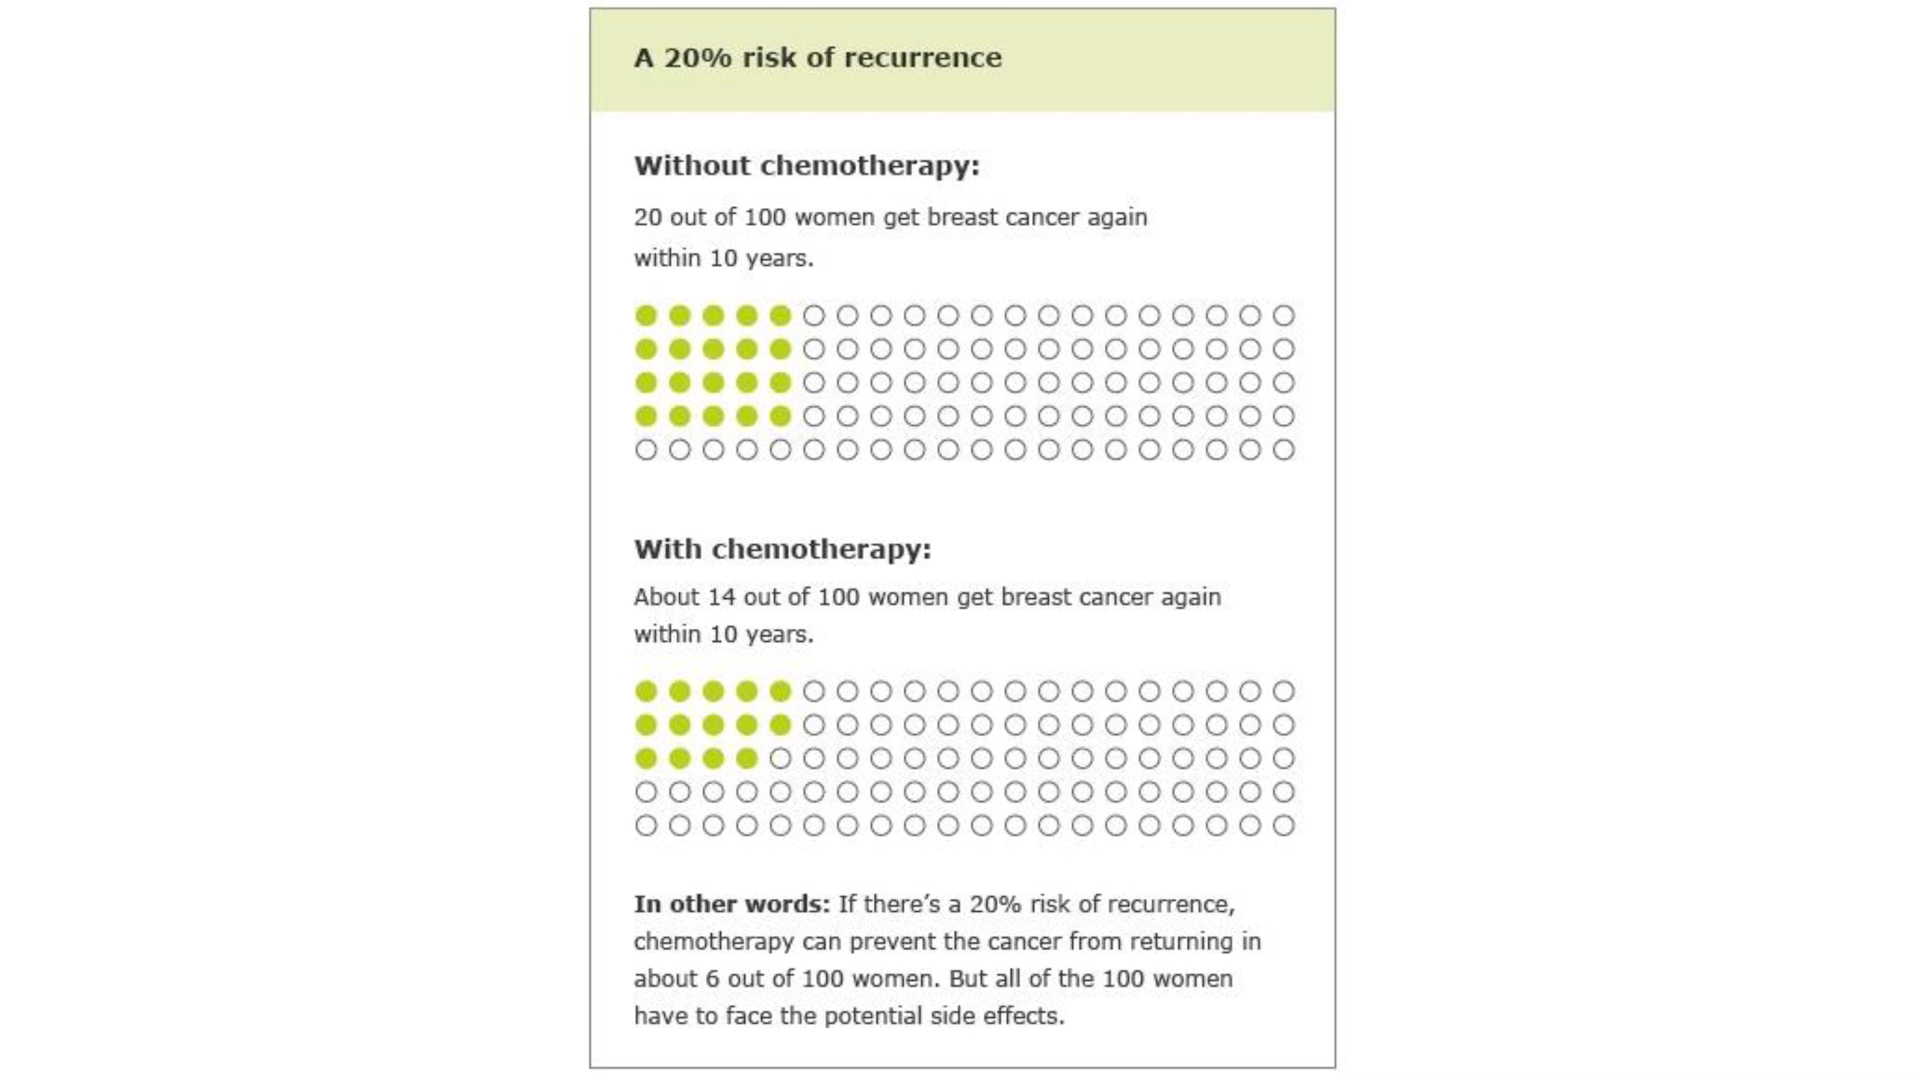 A 20% risk of recurrence
Without chemotherapy:
20 out of 100 women get breast cancer again
within 10 years.
With chemotherapy:
About 14 out of 100 women get breast cancer again
within 10 years.
In other words: If there’s a 20% risk of recurrence,
chemotherapy can prevent the cancer from returning in
about 6 out of 100 women. But all of the 100 women
have to face the potential side effects.